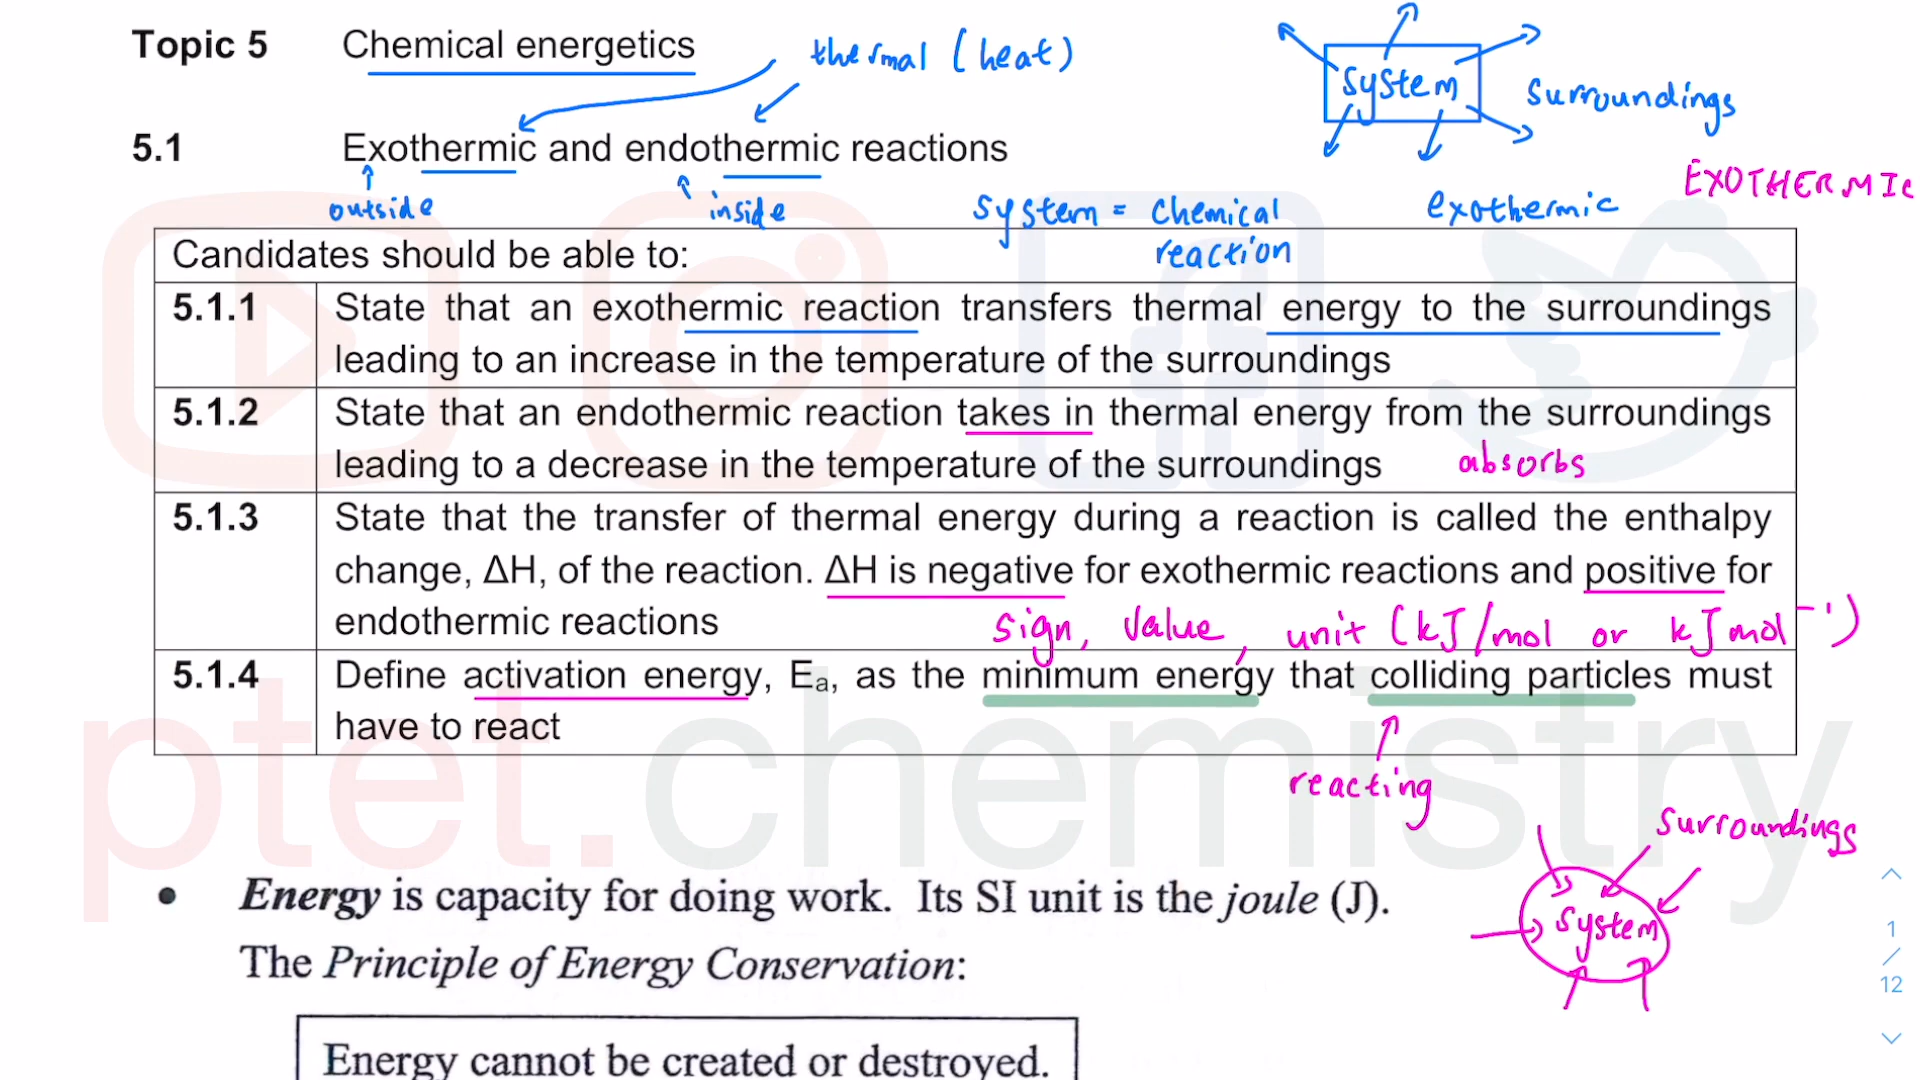 Topic 5 Chemical energetics
thermal (heat)
system
surroundings
5.1 Exothermic and endothermic reactions
EXOTHERMIC
outside
inside
system = chemical
reaction
exothermic
Candidates should be able to:
5.1.1 State that an exothermic reaction transfers thermal energy to the surroundings
leading to an increase in the temperature of the surroundings
5.1.2 State that an endothermic reaction takes in thermal energy from the surroundings
leading to a decrease in the temperature of the surroundings
absorbs
5.1.3 State that the transfer of thermal energy during a reaction is called the enthalpy
change, ΔH, of the reaction. ΔH is negative for exothermic reactions and positive for
endothermic reactions
sign, value, unit (kJ/mol or kJmol⁻¹)
5.1.4 Define activation energy, Eₐ, as the minimum energy that colliding particles must
have to react
reacting
ptet.chemistry
surroundings
system
• Energy is capacity for doing work. Its SI unit is the joule (J).
The Principle of Energy Conservation:
Energy cannot be created or destroyed.
1
/
12